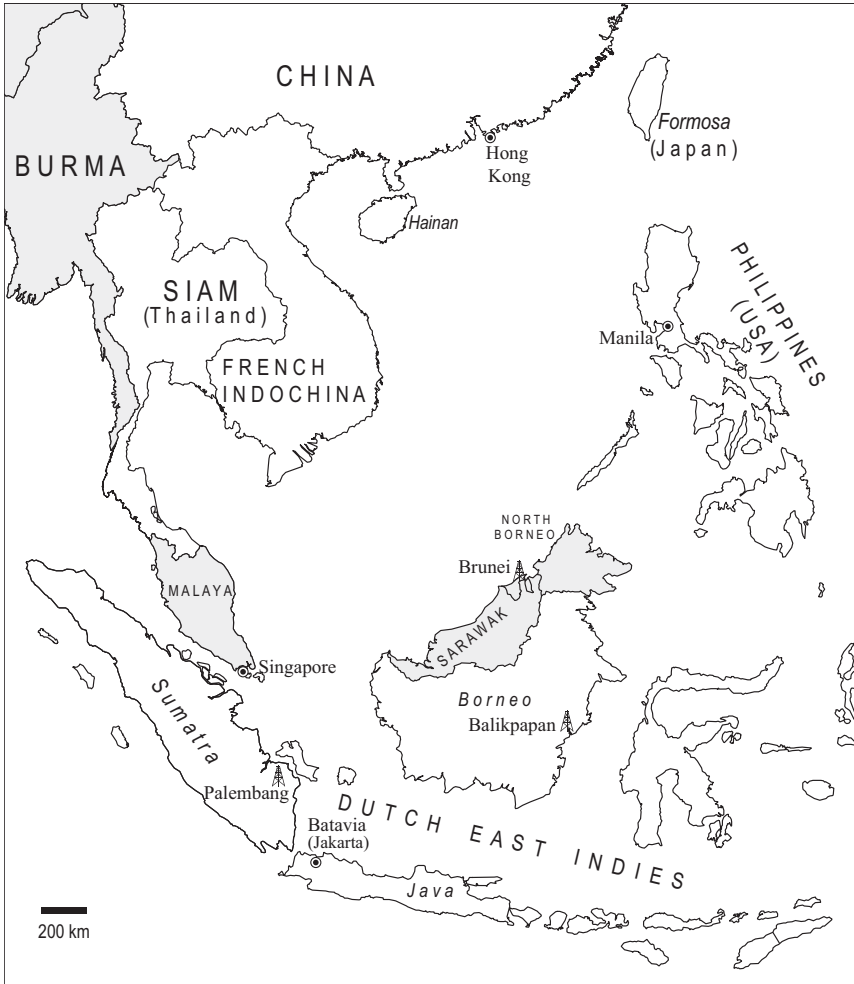 CHINA
Formosa
(Japan)
Hong
Kong
BURMA
Hainan
SIAM
(Thailand)
PHILIPPINES
(USA)
Manila
FRENCH
INDOCHINA
NORTH
BORNEO
Brunei
MALAYA
SARAWAK
Singapore
Sumatra
Borneo
Balikpapan
Palembang
DUTCH EAST INDIES
Batavia
(Jakarta)
Java
200 km